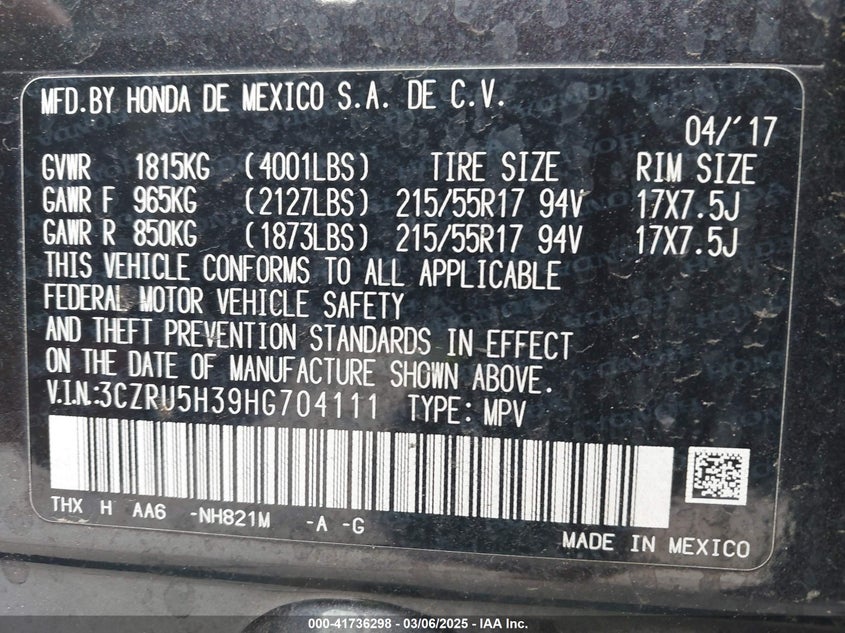 MFD.BY HONDA DE MEXICO S.A. DE C.V.
04/'17
GVWR 1815KG (4001LBS) TIRE SIZE RIM SIZE
GAWR F 965KG (2127LBS) 215/55R17 94V 17X7.5J
GAWR R 850KG (1873LBS) 215/55R17 94V 17X7.5J
THIS VEHICLE CONFORMS TO ALL APPLICABLE
FEDERAL MOTOR VEHICLE SAFETY
AND THEFT PREVENTION STANDARDS IN EFFECT
ON THE DATE OF MANUFACTURE SHOWN ABOVE.
V.I.N.:3CZRU5H39HG704111 TYPE: MPV
THX H AA6 -NH821M -A -G
MADE IN MEXICO
000-41736298 - 03/06/2025 - IAA Inc.